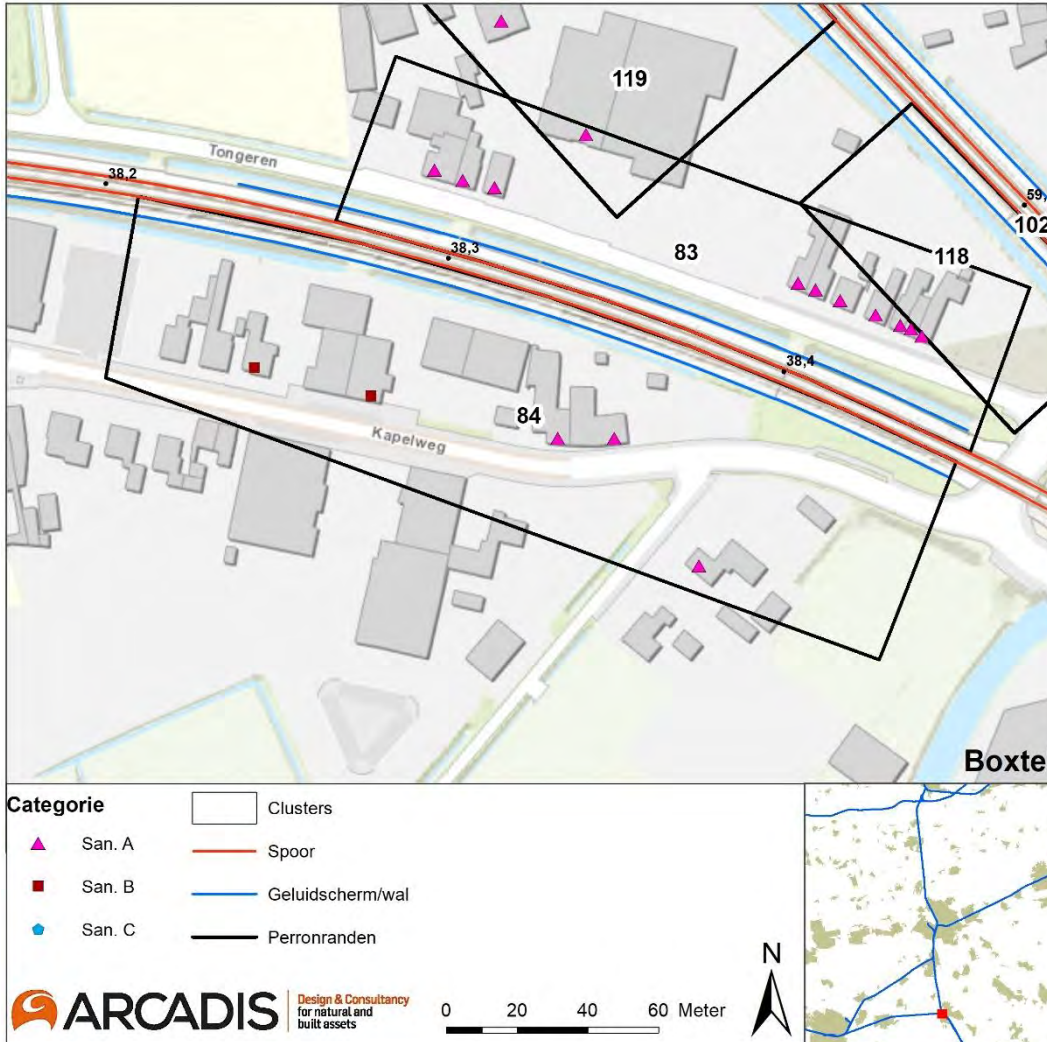 119
Tongeren
38,2
59,
102
38,3
83
118
38,4
84
Kapelweg
Boxte
Categorie
San. A
San. B
San. C
Clusters
Spoor
Geluidscherm/wal
Perronranden
ARCADIS
Design & Consultancy
for natural and
built assets
0 20 40 60 Meter
N